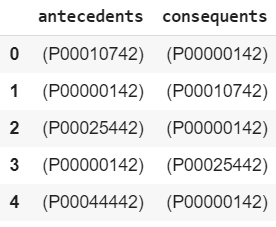 antecedents consequents
0 (P00010742) (P00000142)
1 (P00000142) (P00010742)
2 (P00025442) (P00000142)
3 (P00000142) (P00025442)
4 (P00044442) (P00000142)